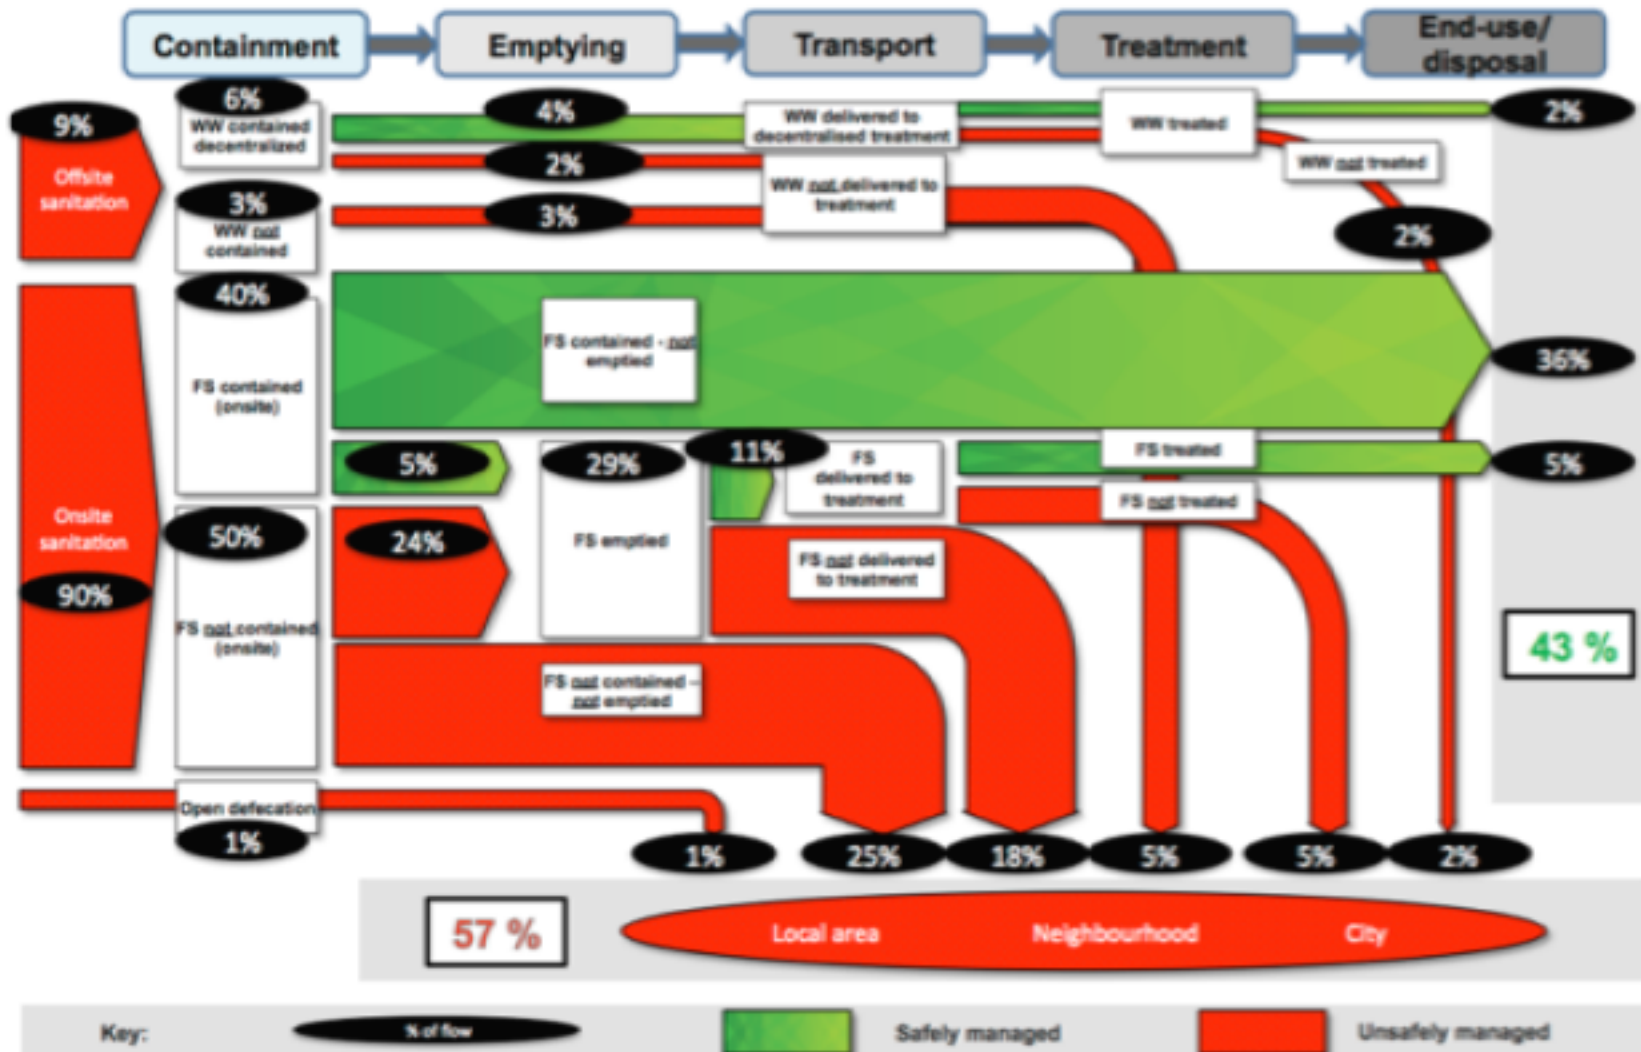 Containment
Emptying
Transport
Treatment
End-use/
disposal
9%
Offsite
sanitation
6%
WW contained
decentralized
4%
WW delivered to
decentralised treatment
WW treated
2%
2%
WW not delivered to
treatment
WW not treated
3%
WW not
contained
3%
2%
40%
FS contained
(onsite)
FS contained - not
emptied
36%
5%
29%
FS emptied
11%
FS
delivered to
treatment
FS treated
5%
FS not treated
Onsite
sanitation
90%
50%
FS not contained
(onsite)
24%
FS not delivered
to treatment
43 %
FS not contained –
not emptied
Open defecation
1%
1%
25%
18%
5%
5%
2%
57 %
Local area
Neighbourhood
City
Key:
% of flow
Safely managed
Unsafely managed